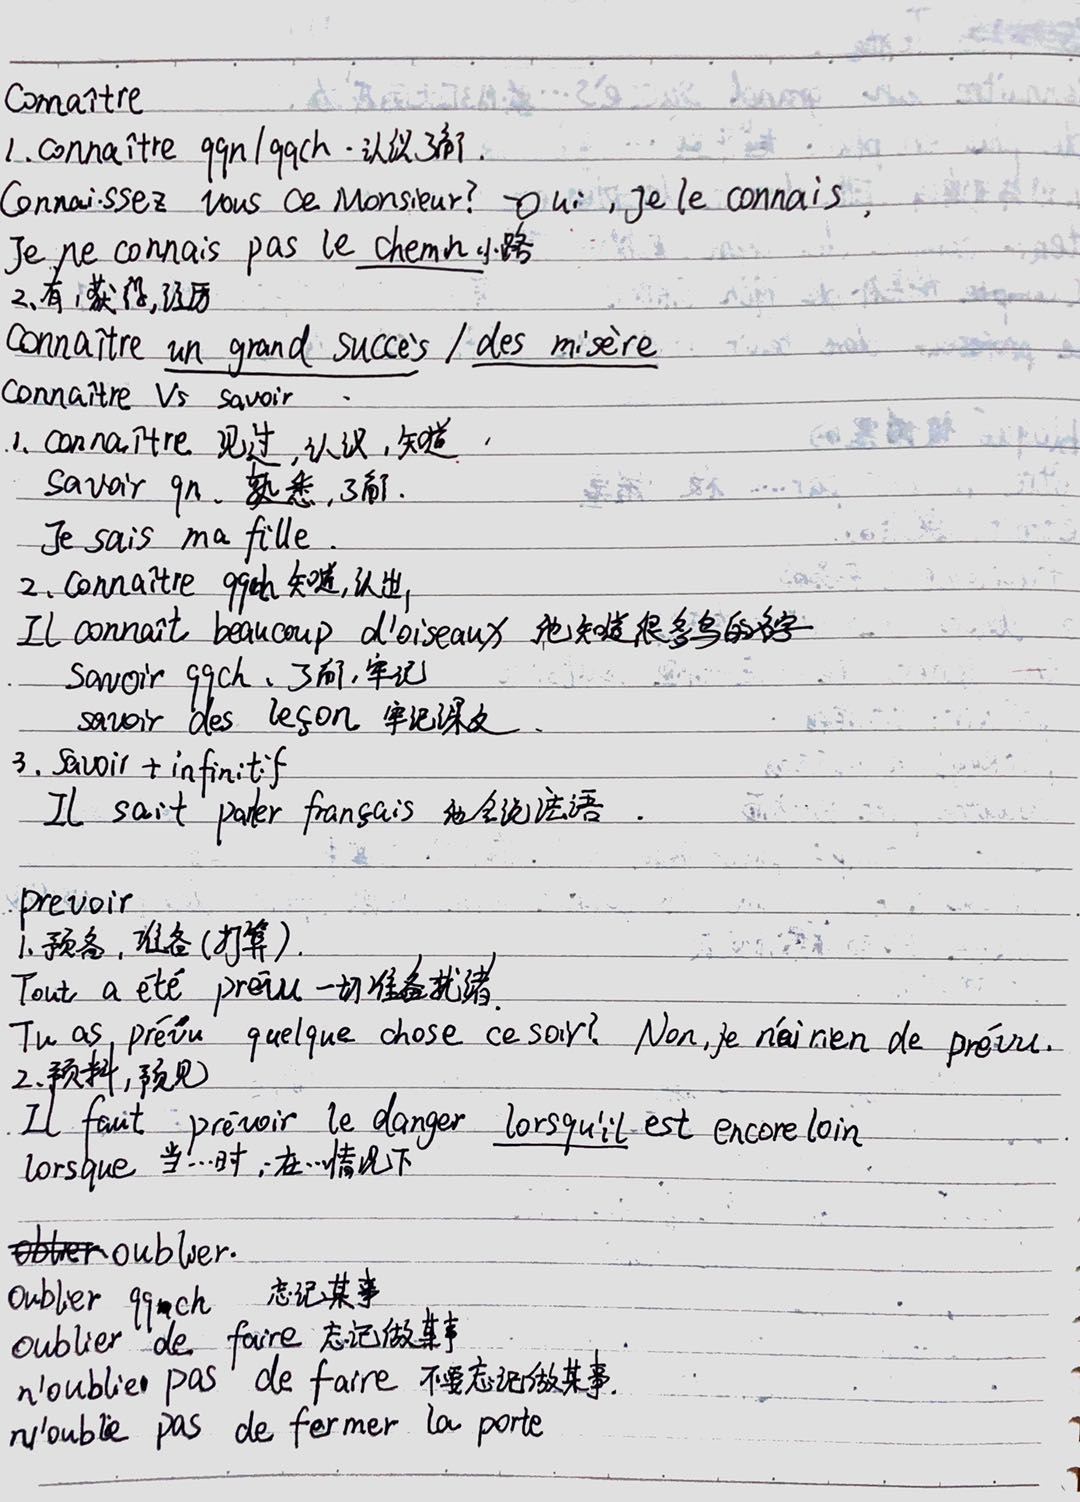 Connaître
1. connaître qqn/qqch. 认识了解.
Connaissez vous ce Monsieur? Oui, je le connais,
Je ne connais pas le chemin 小路
2、有,获得,经历
connaître un grand succès / des misère
connaître Vs savoir
1. connaître 见过,认识,知道
savoir qn、熟悉,了解.
Je sais ma fille.
2、connaître qqch 知道,认出,
Il connaît beaucoup d'oiseaux 他知道很多鸟的名字
savoir qqch、了解,牢记
savoir des leçon 牢记课文.
3. Savoir + infinitif
Il sait parler français 他会说法语.
prevoir
1. 预备,准备(打算).
Tout a été prévu 一切准备就绪.
Tu as prévu quelque chose ce soir? Non, je n'ai rien de prévu.
2.预料,预见
Il faut prévoir le danger lorsqu'il est encore loin
lorsque 当…时,在…情况下
oublier.
oublier qqch 忘记某事
oublier de faire 忘记做某事
n'oublier pas de faire 不要忘记做某事.
n'oublie pas de fermer la porte